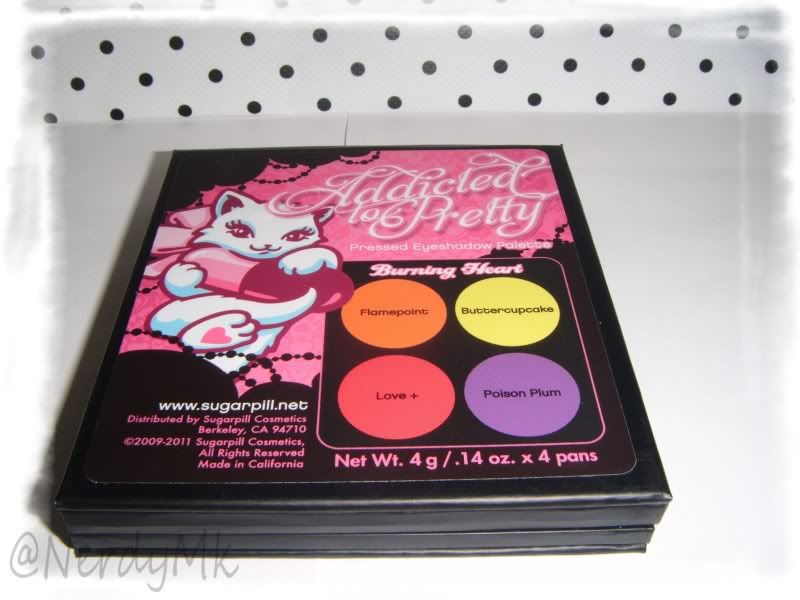 Addicted
to Pretty
Pressed Eyeshadow Palette
Burning Heart
Flamepoint
Buttercupcake
Love +
Poison Plum
www.sugarpill.net
Distributed by Sugarpill Cosmetics
Berkeley, CA 94710
©2009-2011 Sugarpill Cosmetics,
All Rights Reserved
Made in California
Net Wt. 4 g / .14 oz. x 4 pans
@NerdyMk